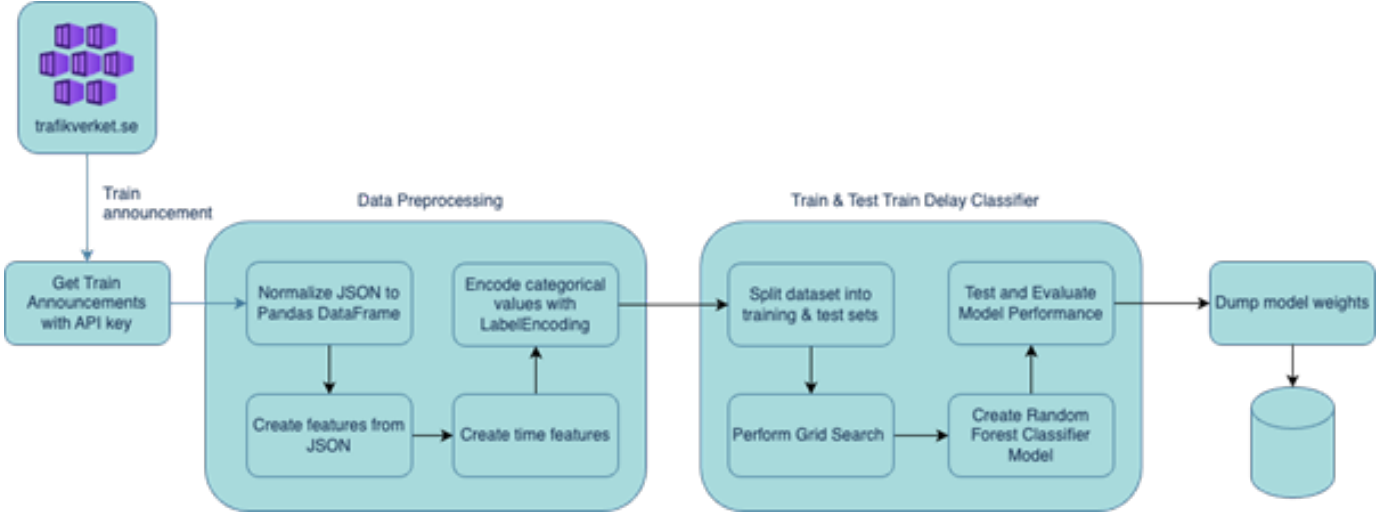 trafikverket.se
Train
announcement
Get Train
Announcements
with API key
Data Preprocessing
Normalize JSON to
Pandas DataFrame
Create features from
JSON
Create time features
Encode categorical
values with
LabelEncoding
Train & Test Train Delay Classifier
Split dataset into
training & test sets
Perform Grid Search
Create Random
Forest Classifier
Model
Test and Evaluate
Model Performance
Dump model weights